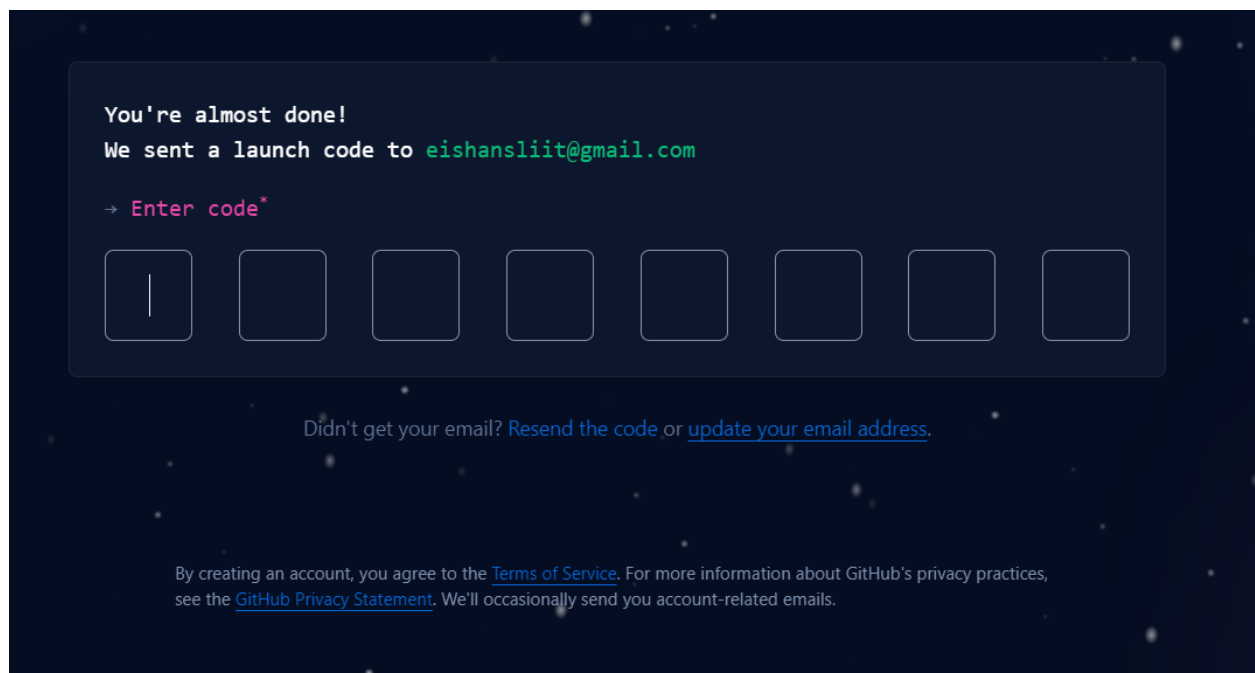 You're almost done!
We sent a launch code to eishansliit@gmail.com
→ Enter code*
Didn't get your email? Resend the code or update your email address.
By creating an account, you agree to the Terms of Service. For more information about GitHub's privacy practices,
see the GitHub Privacy Statement. We'll occasionally send you account-related emails.